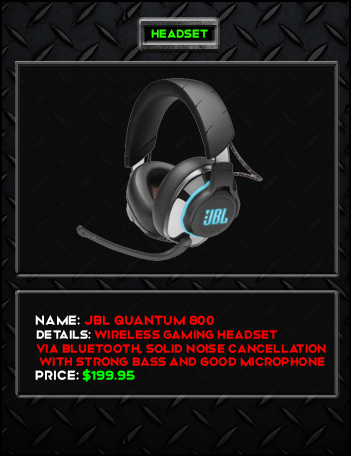 HEADSET
JBL
NAME: JBL QUANTUM 800
DETAILS: WIRELESS GAMING HEADSET
VIA BLUETOOTH, SOLID NOISE CANCELLATION
WITH STRONG BASS AND GOOD MICROPHONE
PRICE: $199.95